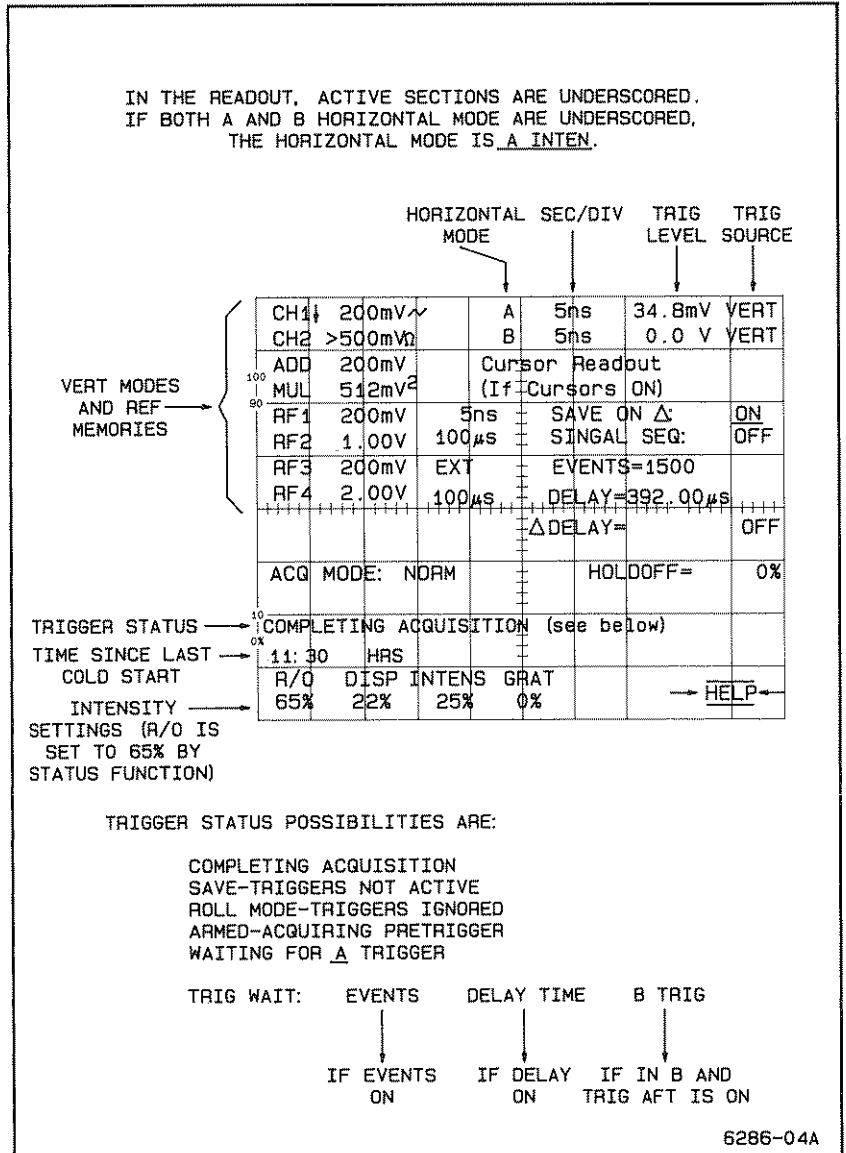 IN THE READOUT, ACTIVE SECTIONS ARE UNDERSCORED.
IF BOTH A AND B HORIZONTAL MODE ARE UNDERSCORED,
THE HORIZONTAL MODE IS A INTEN.
HORIZONTAL MODE
SEC/DIV
TRIG LEVEL
TRIG SOURCE
VERT MODES
AND REF
MEMORIES
CH1↓ 200mV∿ A 5ns 34.8mV VERT
CH2 >500mVΩ B 5ns 0.0 V VERT
ADD 200mV Cursor Readout
100
MUL 512mV² (If Cursors ON)
90
RF1 200mV 5ns SAVE ON Δ: ON
RF2 1.00V 100µs SINGAL SEQ: OFF
RF3 200mV EXT EVENTS=1500
RF4 2.00V 100µs DELAY=392.00µs
ΔDELAY= OFF
ACQ MODE: NORM HOLDOFF= 0%
10
TRIGGER STATUS
COMPLETING ACQUISITION (see below)
0%
TIME SINCE LAST
COLD START
11:30 HRS
R/O DISP INTENS GRAT
65% 22% 25% 0%
HELP
INTENSITY
SETTINGS (R/O IS
SET TO 65% BY
STATUS FUNCTION)
TRIGGER STATUS POSSIBILITIES ARE:
COMPLETING ACQUISITION
SAVE-TRIGGERS NOT ACTIVE
ROLL MODE-TRIGGERS IGNORED
ARMED-ACQUIRING PRETRIGGER
WAITING FOR A TRIGGER
TRIG WAIT: EVENTS DELAY TIME B TRIG
IF EVENTS ON
IF DELAY ON
IF IN B AND
TRIG AFT IS ON
6286-04A